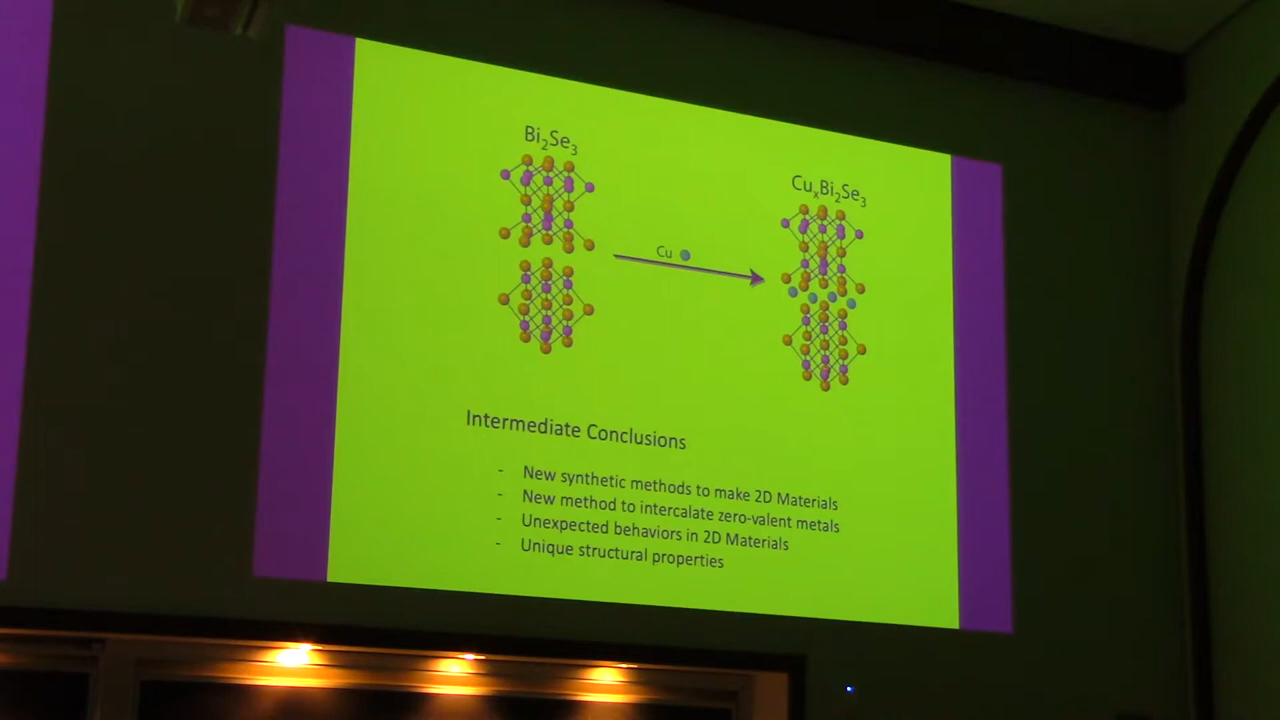 Bi₂Se₃
CuₓBi₂Se₃
Cu
Intermediate Conclusions
- New synthetic methods to make 2D Materials
- New method to intercalate zero-valent metals
- Unexpected behaviors in 2D Materials
- Unique structural properties